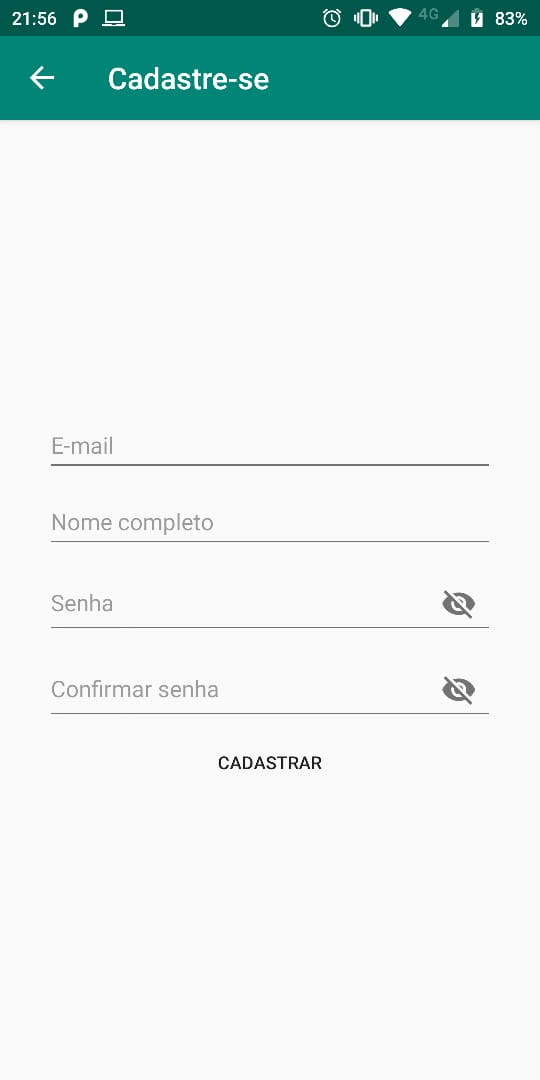 21:56 4G 83%
Cadastre-se
E-mail
Nome completo
Senha
Confirmar senha
CADASTRAR